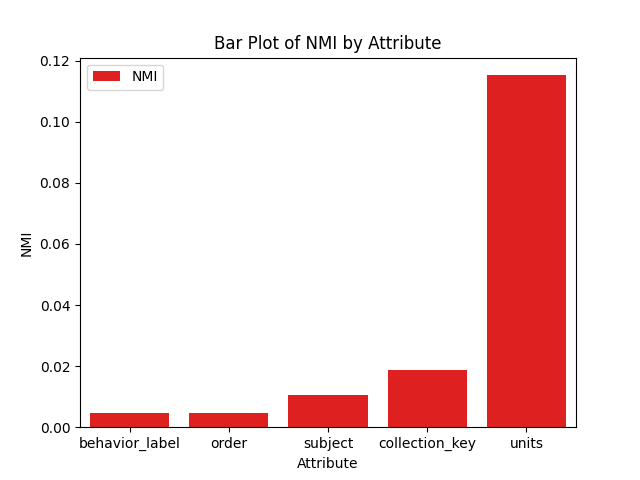 Bar Plot of NMI by Attribute
NMI
0.12
0.10
0.08
0.06
0.04
0.02
0.00
NMI
behavior_label order subject collection_key units
Attribute